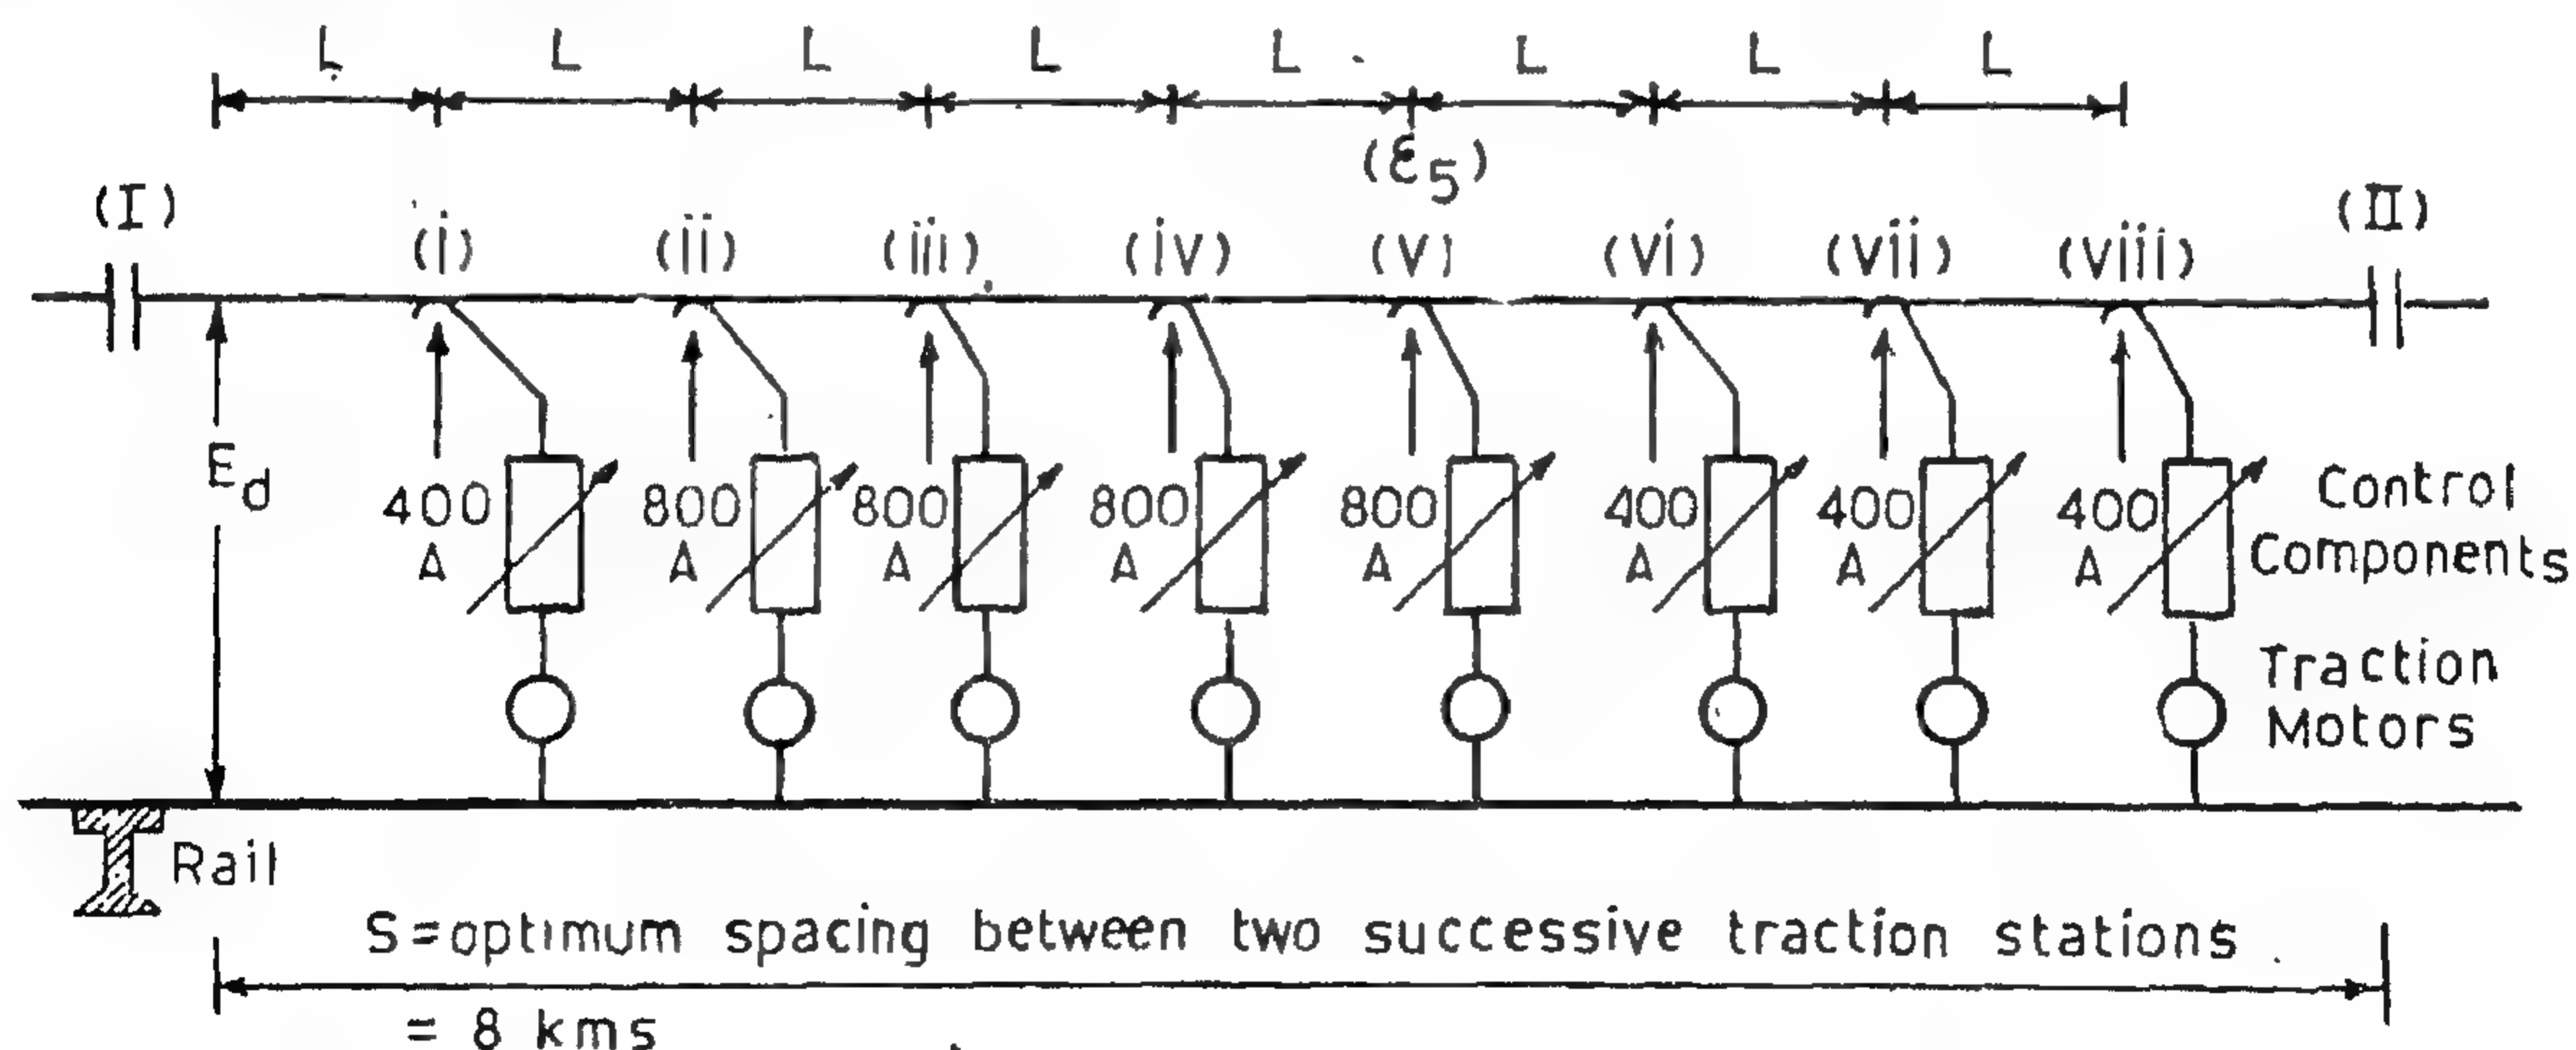 L L L L L L L L
(ε5)
(I) (i) (ii) (iii) (iv) (v) (vi) (vii) (viii) (II)
Ed
400 A
800 A
800 A
800 A
800 A
400 A
400 A
400 A
Control
Components
Traction
Motors
Rail
S=optimum spacing between two successive traction stations
= 8 kms